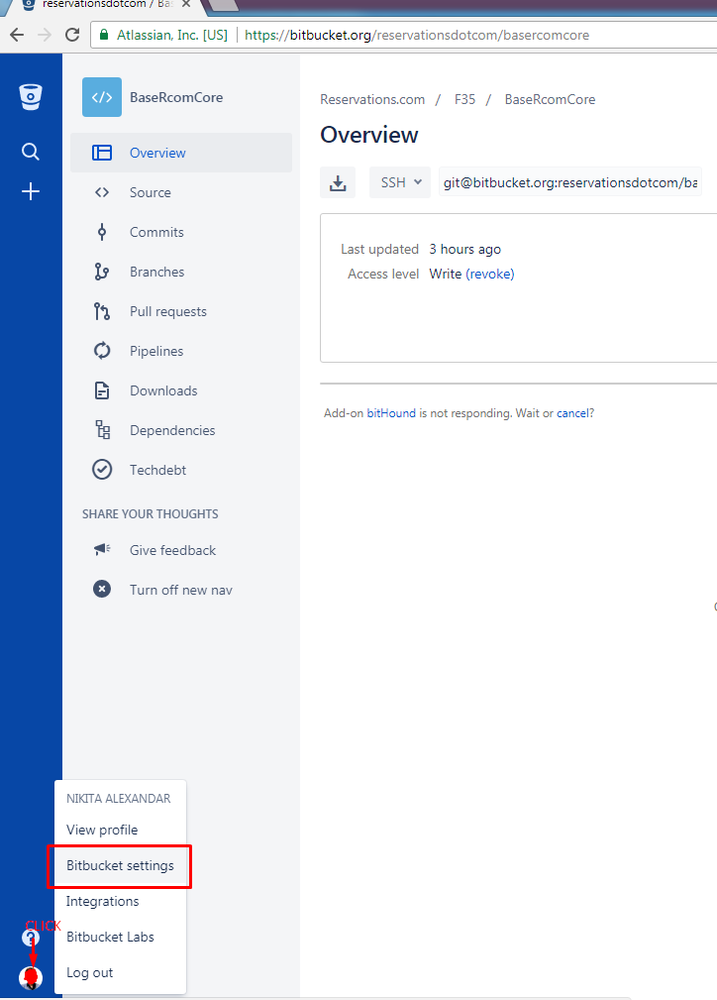 reservationsdotcom / Bas
Atlassian, Inc. [US] https://bitbucket.org/reservationsdotcom/basercomcore
BaseRcomCore
Overview
Source
Commits
Branches
Pull requests
Pipelines
Downloads
Dependencies
Techdebt
SHARE YOUR THOUGHTS
Give feedback
Turn off new nav
Reservations.com / F35 / BaseRcomCore
Overview
SSH git@bitbucket.org:reservationsdotcom/ba
Last updated 3 hours ago
Access level Write (revoke)
Add-on bitHound is not responding. Wait or cancel?
NIKITA ALEXANDAR
View profile
Bitbucket settings
Integrations
CLICK
Bitbucket Labs
Log out